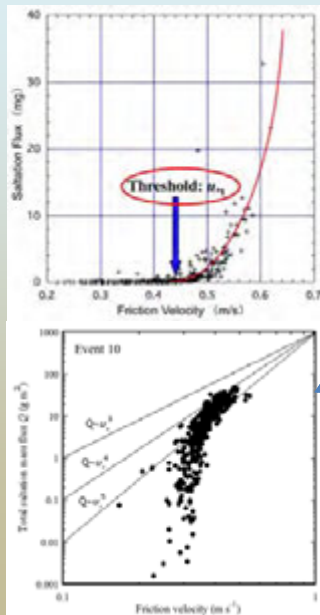 60
40
20
10
0
Saltation Flux (mg)
Threshold: u*t
0.2 0.3 0.4 0.5 0.6 0.7
Friction Velocity (m/s)
1000
100
10
1
0.1
0.01
0.001
Total saltation mass flux Q (g m⁻²)
Event 10
Q~u*³
Q~u*⁴
Q~u*⁵
0.1 1
Friction velocity (m s⁻¹)